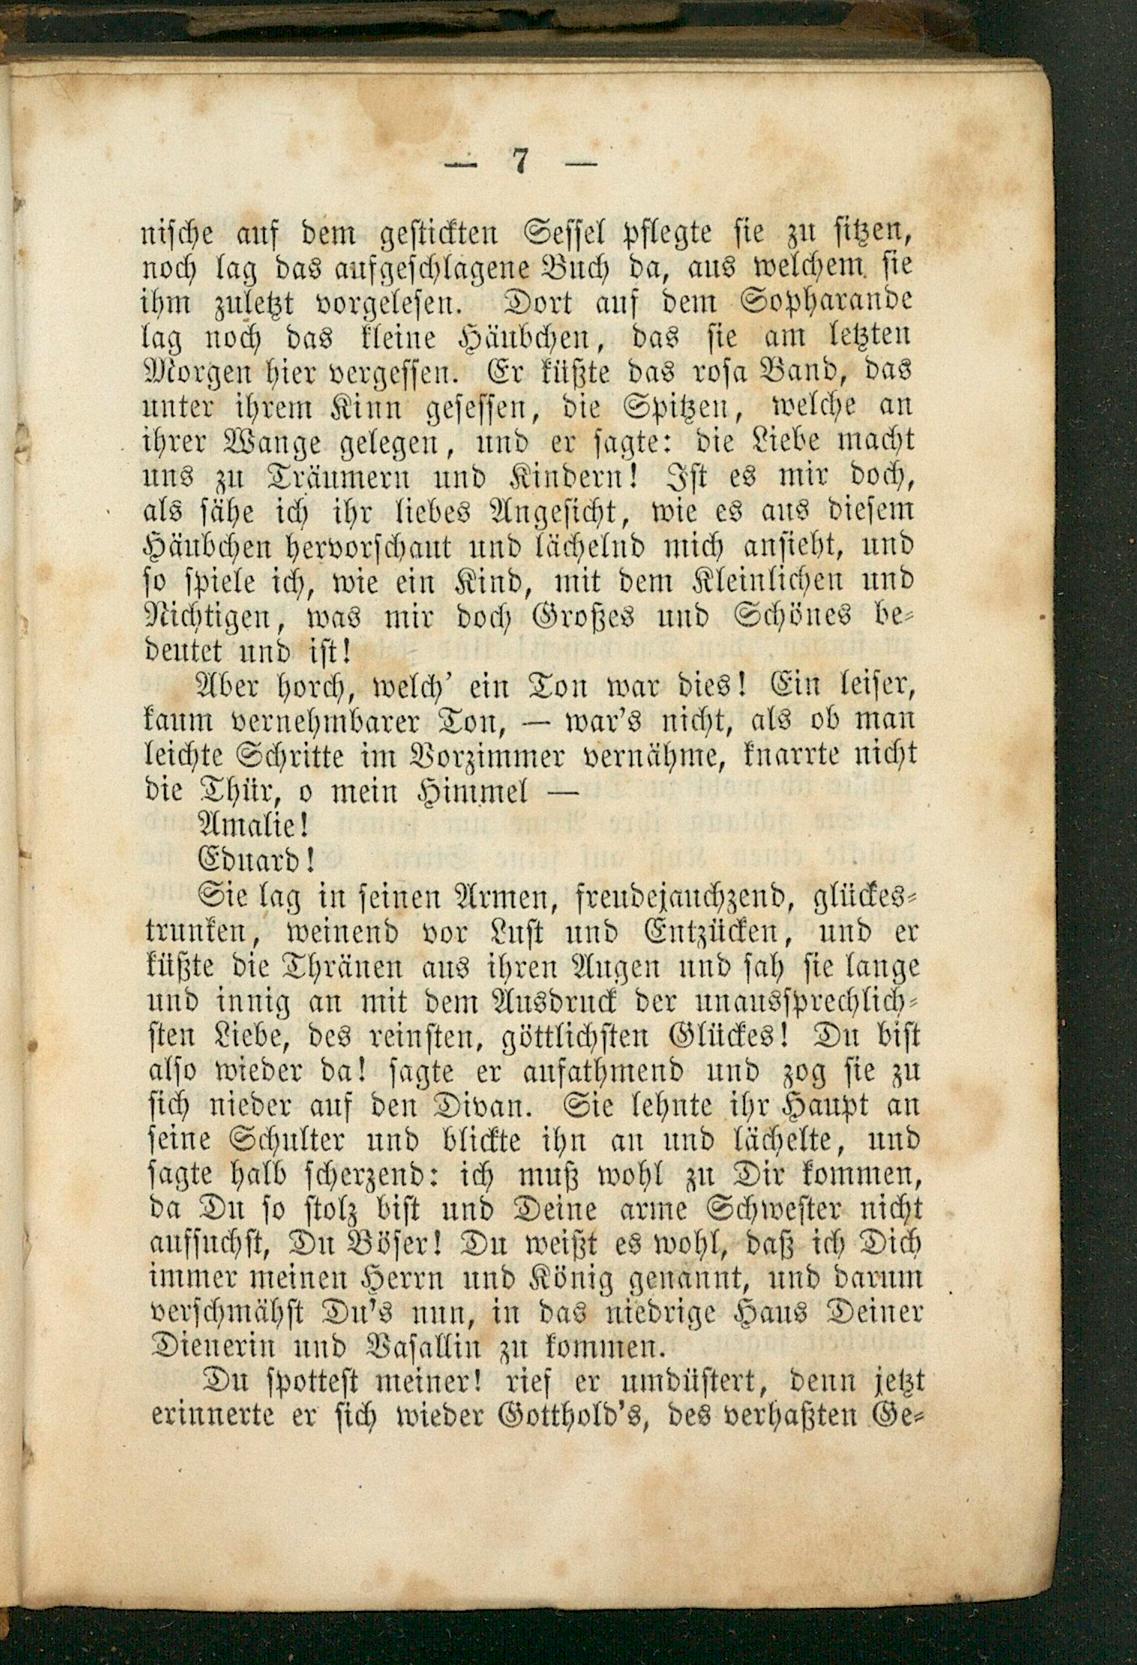 — 7 —
nische auf dem gestickten Sessel pflegte sie zu sitzen,
noch lag das aufgeschlagene Buch da, aus welchem sie
ihm zuletzt vorgelesen. Dort auf dem Sopharande
lag noch das kleine Häubchen, das sie am letzten
Morgen hier vergessen. Er küßte das rosa Band, das
unter ihrem Kinn gesessen, die Spitzen, welche an
ihrer Wange gelegen, und er sagte: die Liebe macht
uns zu Träumern und Kindern! Ist es mir doch,
als sähe ich ihr liebes Angesicht, wie es aus diesem
Häubchen hervorschaut und lächelnd mich ansieht, und
so spiele ich, wie ein Kind, mit dem Kleinlichen und
Nichtigen, was mir doch Großes und Schönes be-
deutet und ist!
Aber horch, welch' ein Ton war dies! Ein leiser,
kaum vernehmbarer Ton, — war's nicht, als ob man
leichte Schritte im Vorzimmer vernähme, knarrte nicht
die Thür, o mein Himmel —
Amalie!
Eduard!
Sie lag in seinen Armen, freudejauchzend, glückes-
trunken, weinend vor Lust und Entzücken, und er
küßte die Thränen aus ihren Augen und sah sie lange
und innig an mit dem Ausdruck der unaussprechlich-
sten Liebe, des reinsten, göttlichsten Glückes! Du bist
also wieder da! sagte er aufathmend und zog sie zu
sich nieder auf den Divan. Sie lehnte ihr Haupt an
seine Schulter und blickte ihn an und lächelte, und
sagte halb scherzend: ich muß wohl zu Dir kommen,
da Du so stolz bist und Deine arme Schwester nicht
aufsuchst, Du Böser! Du weißt es wohl, daß ich Dich
immer meinen Herrn und König genannt, und darum
verschmähst Du's nun, in das niedrige Haus Deiner
Dienerin und Vasallin zu kommen.
Du spottest meiner! rief er umdüstert, denn jetzt
erinnerte er sich wieder Gotthold's, des verhaßten Ge-